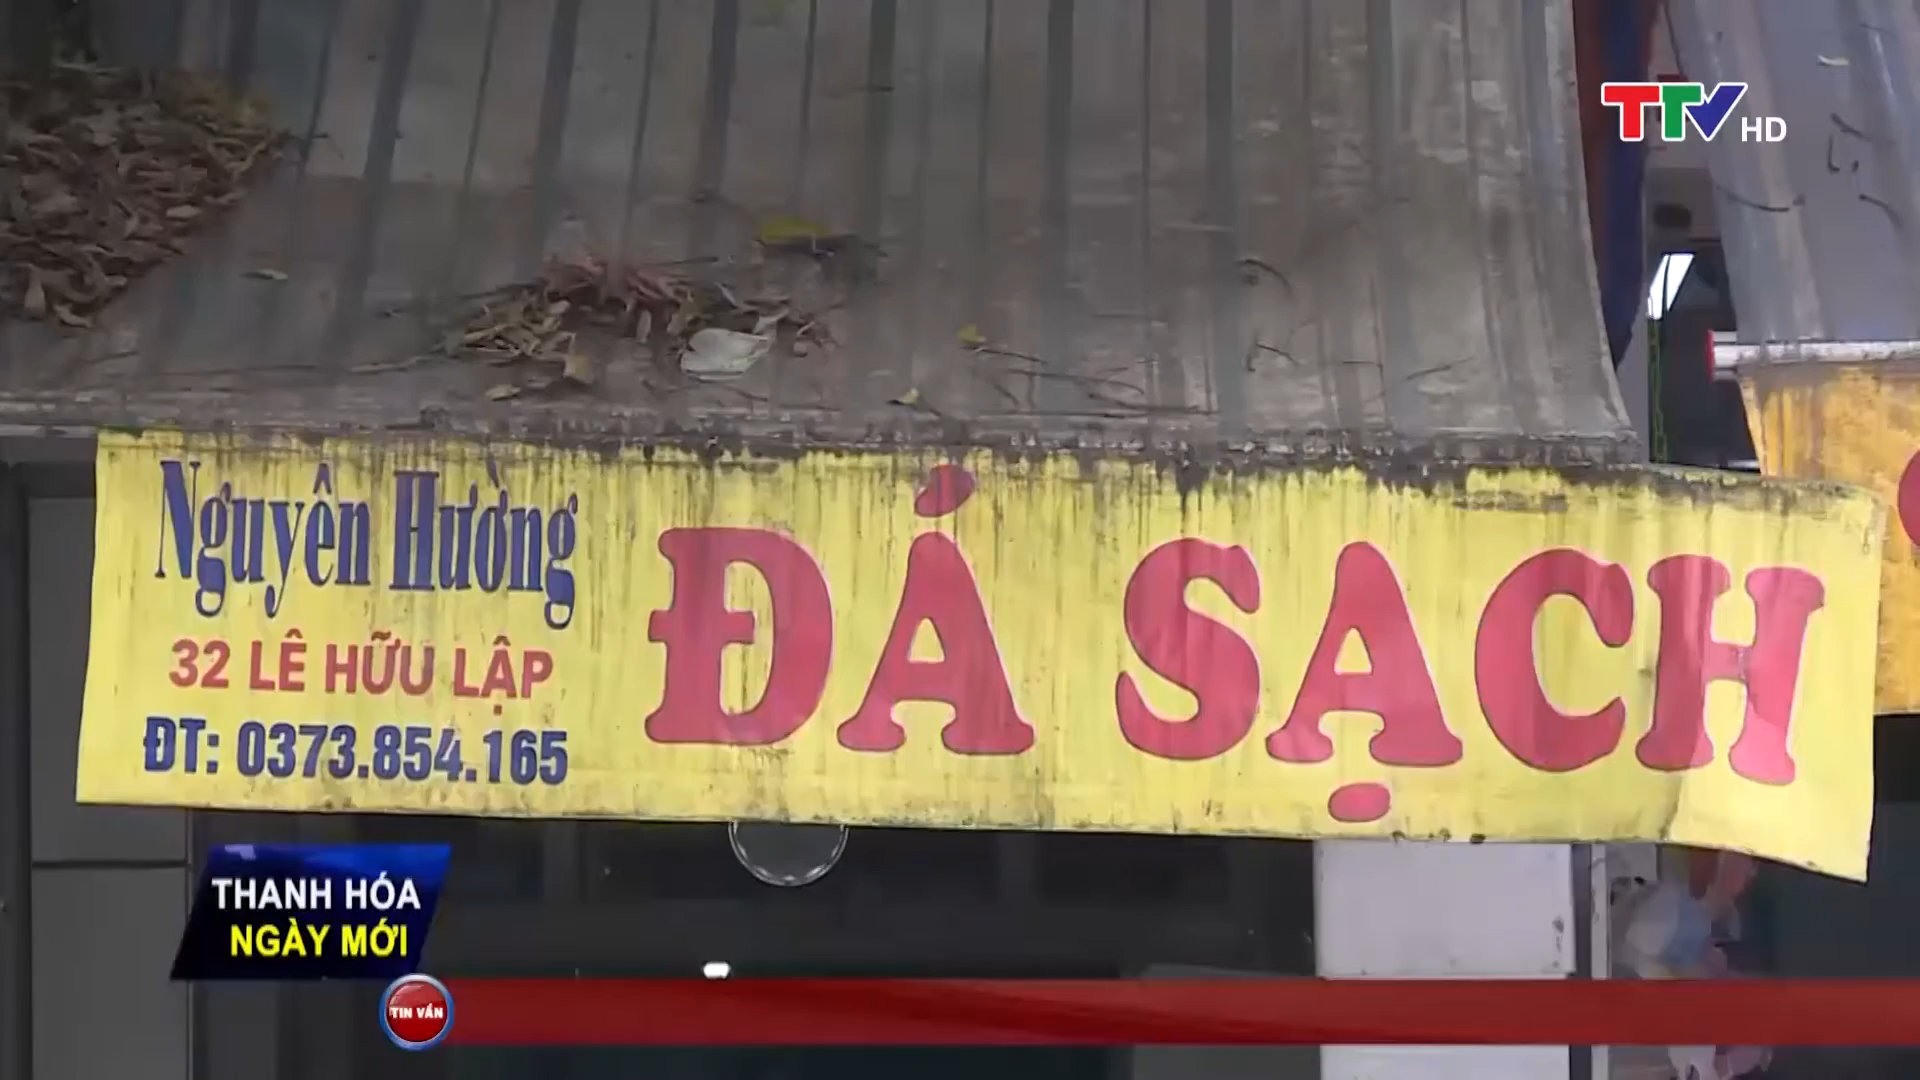 TTV HD
Nguyên Hường
32 LÊ HỮU LẬP
ĐT: 0373.854.165
ĐÁ SẠCH
THANH HÓA
NGÀY MỚI
TIN VẮN